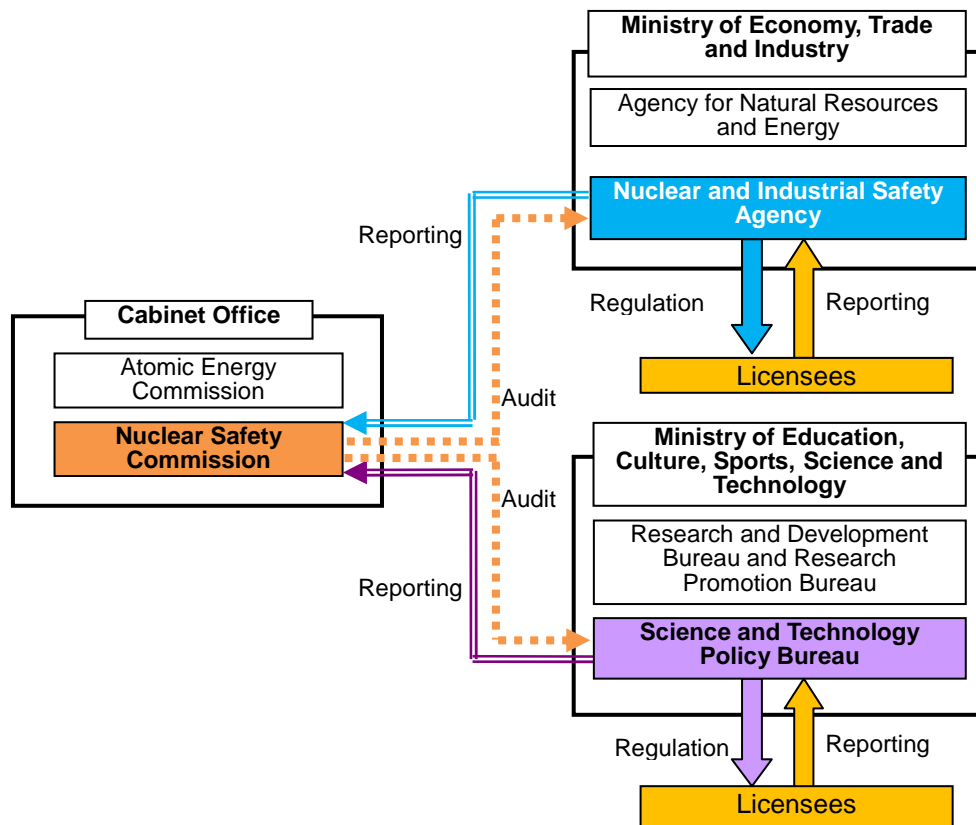 Ministry of Economy, Trade
and Industry
Agency for Natural Resources
and Energy
Nuclear and Industrial Safety
Agency
Reporting
Regulation
Reporting
Licensees
Cabinet Office
Atomic Energy
Commission
Nuclear Safety
Commission
Audit
Audit
Reporting
Ministry of Education,
Culture, Sports, Science and
Technology
Research and Development
Bureau and Research
Promotion Bureau
Science and Technology
Policy Bureau
Regulation
Reporting
Licensees